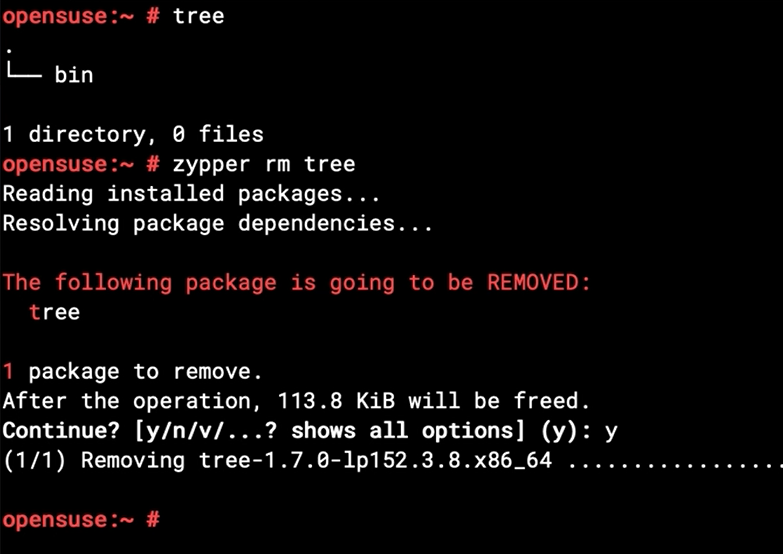 opensuse:~ # tree
.
└── bin
1 directory, 0 files
opensuse:~ # zypper rm tree
Reading installed packages...
Resolving package dependencies...
The following package is going to be REMOVED:
tree
1 package to remove.
After the operation, 113.8 KiB will be freed.
Continue? [y/n/v/...? shows all options] (y): y
(1/1) Removing tree-1.7.0-lp152.3.8.x86_64 .................
opensuse:~ #